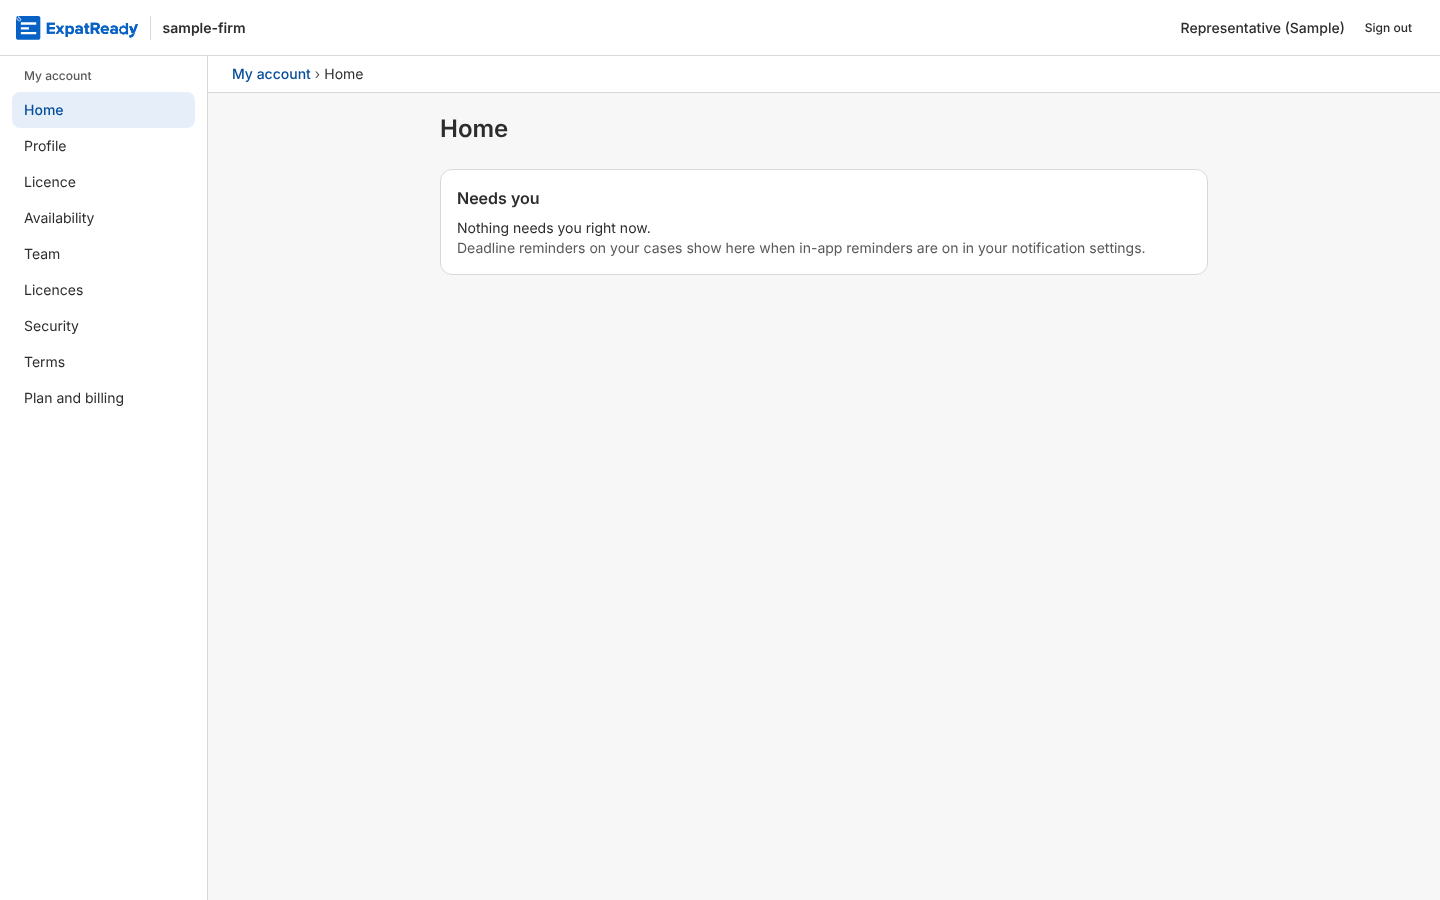 ExpatReady
sample-firm
Representative (Sample)
Sign out
My account
Home
Profile
Licence
Availability
Team
Licences
Security
Terms
Plan and billing
My account › Home
Home
Needs you
Nothing needs you right now.
Deadline reminders on your cases show here when in-app reminders are on in your notification settings.